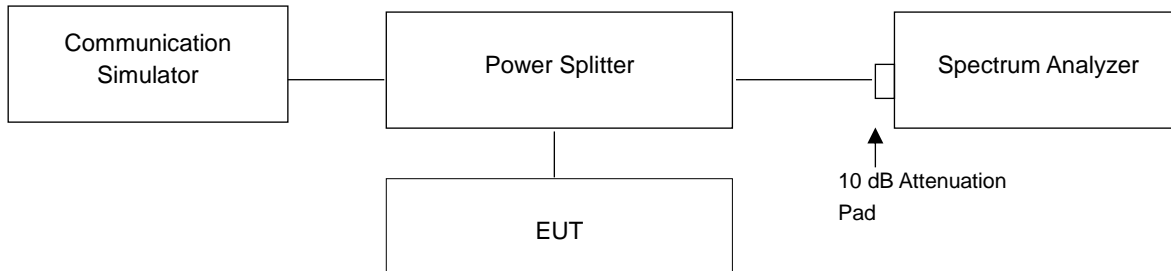 Communication
Simulator
Power Splitter
Spectrum Analyzer
10 dB Attenuation
Pad
EUT